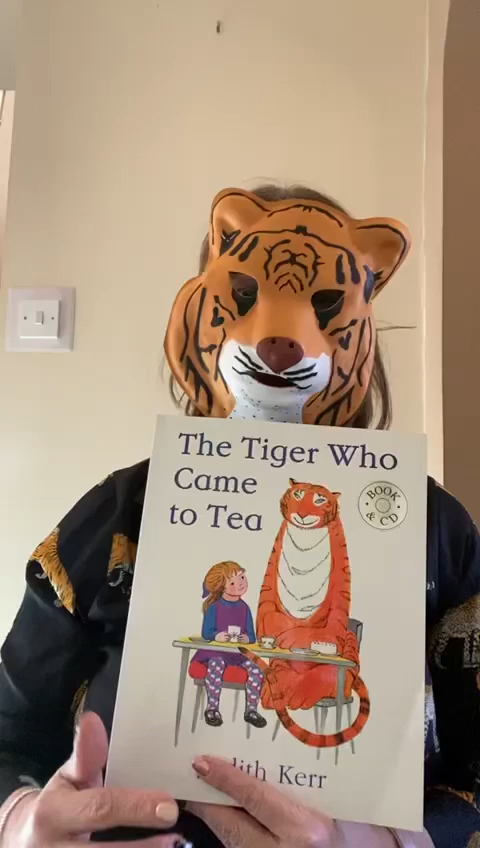 The Tiger Who
Came
to Tea
BOOK
& CD
Kerr